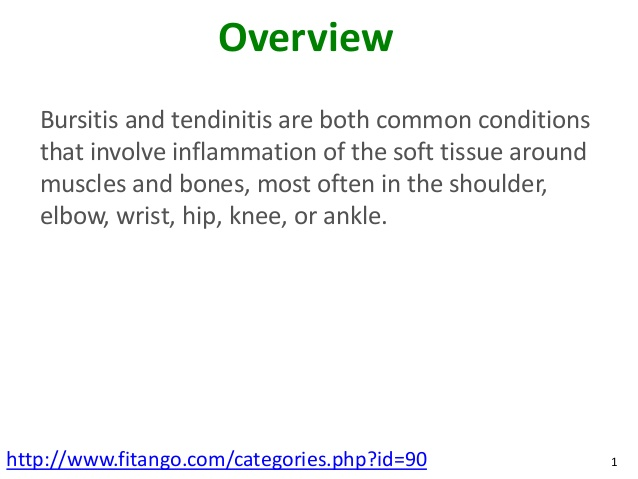 Overview
Bursitis and tendinitis are both common conditions
that involve inflammation of the soft tissue around
muscles and bones, most often in the shoulder,
elbow, wrist, hip, knee, or ankle.
http://www.fitango.com/categories.php?id=90
1